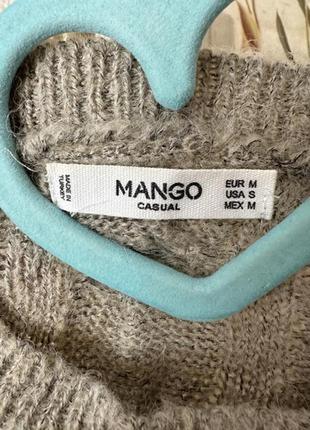 MADE IN
TURKEY
MANGO
CASUAL
EUR M
USA S
MEX M